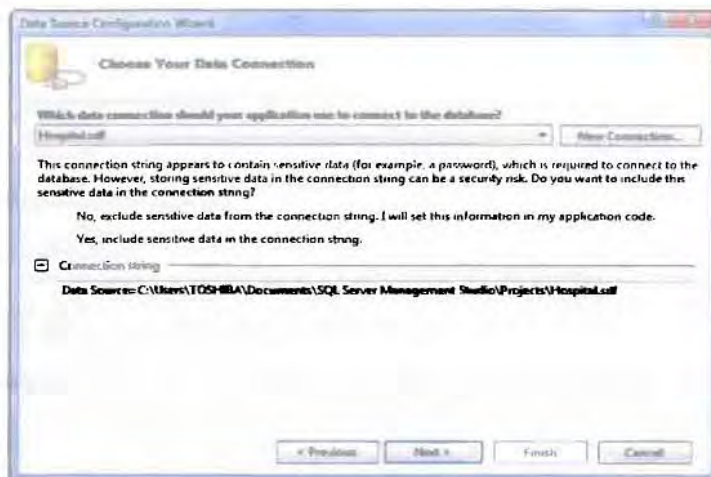 Data Source Configuration Wizard
Choose Your Data Connection
Which data connection should your application use to connect to the database?
Hospital.sdf
New Connection...
This connection string appears to contain sensitive data (for example, a password), which is required to connect to the
database. However, storing sensitive data in the connection string can be a security risk. Do you want to include this
sensitive data in the connection string?
No, exclude sensitive data from the connection string. I will set this information in my application code.
Yes, include sensitive data in the connection string.
Connection string
Data Source=C:\Users\TOSHIBA\Documents\SQL Server Management Studio\Projects\Hospital.sdf
< Previous Next > Finish Cancel